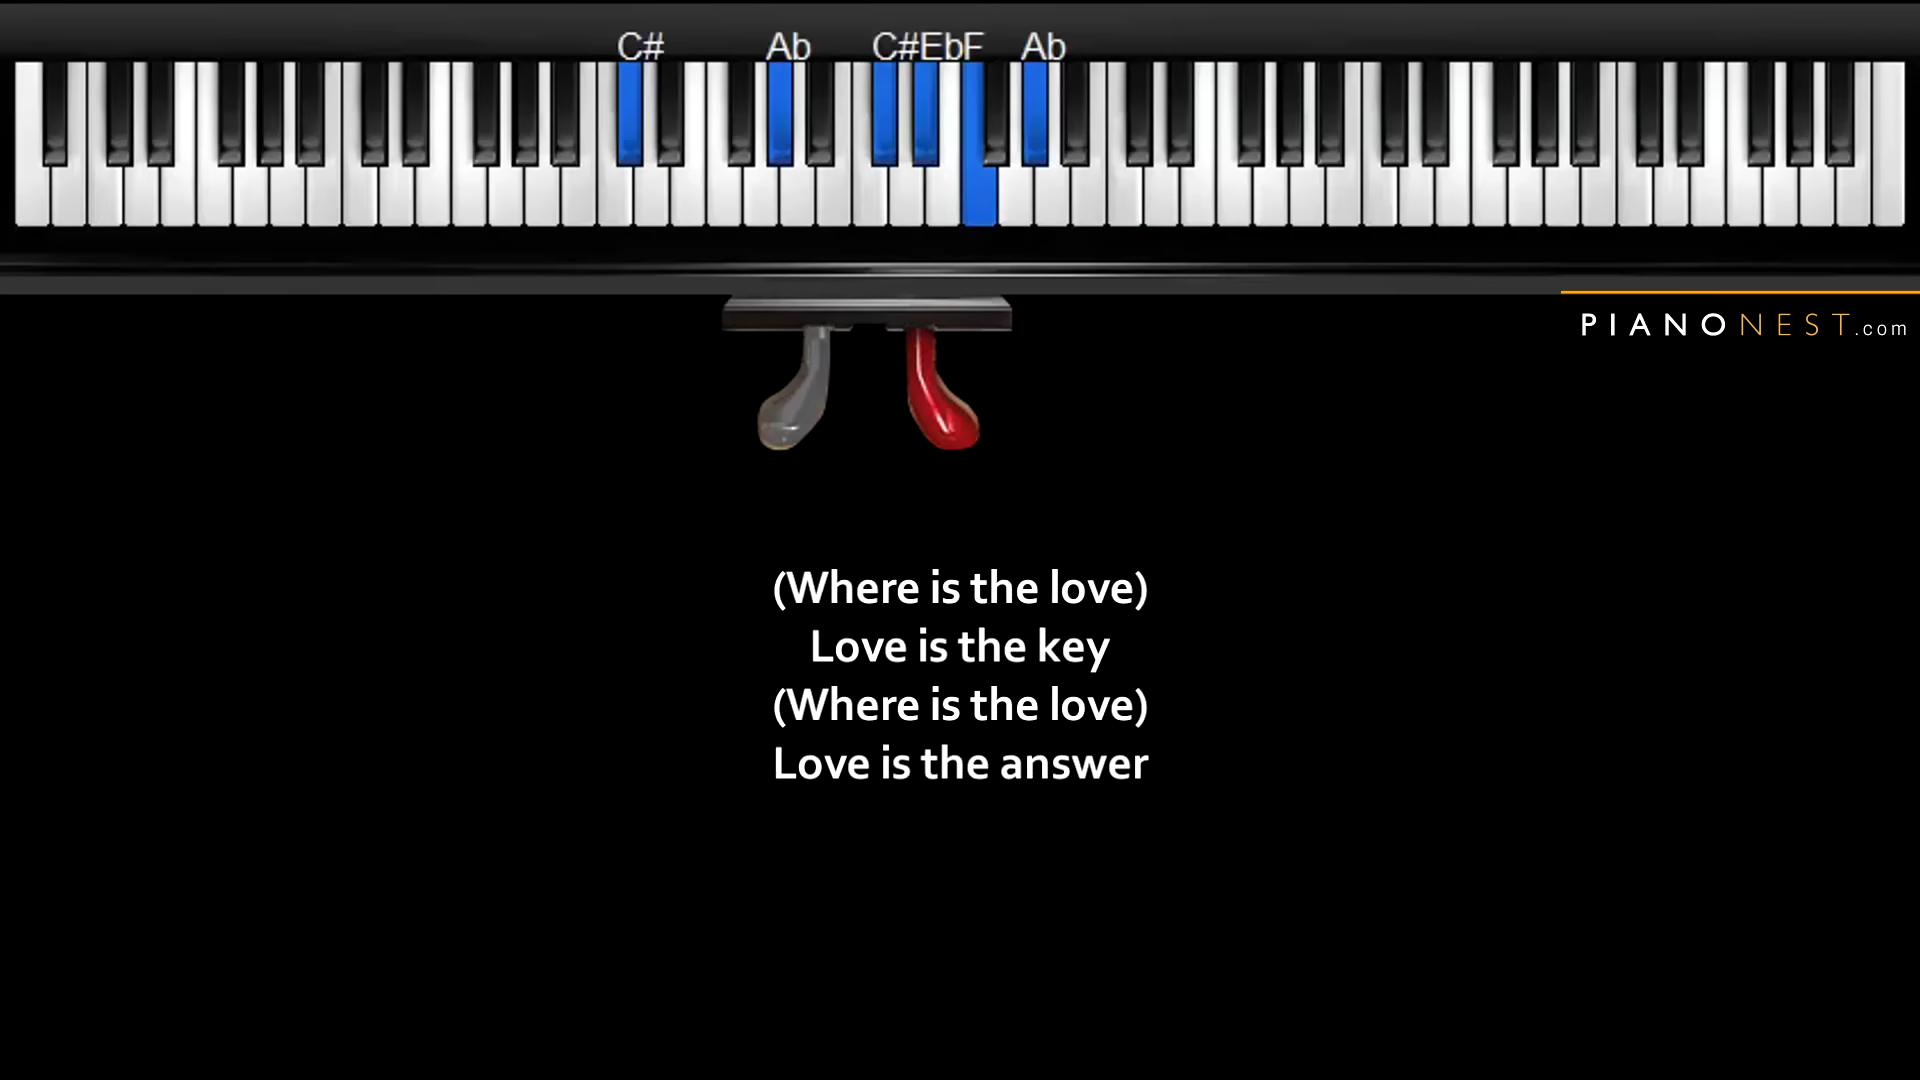 C# Ab C#EbF Ab
PIANONEST.com
(Where is the love)
Love is the key
(Where is the love)
Love is the answer